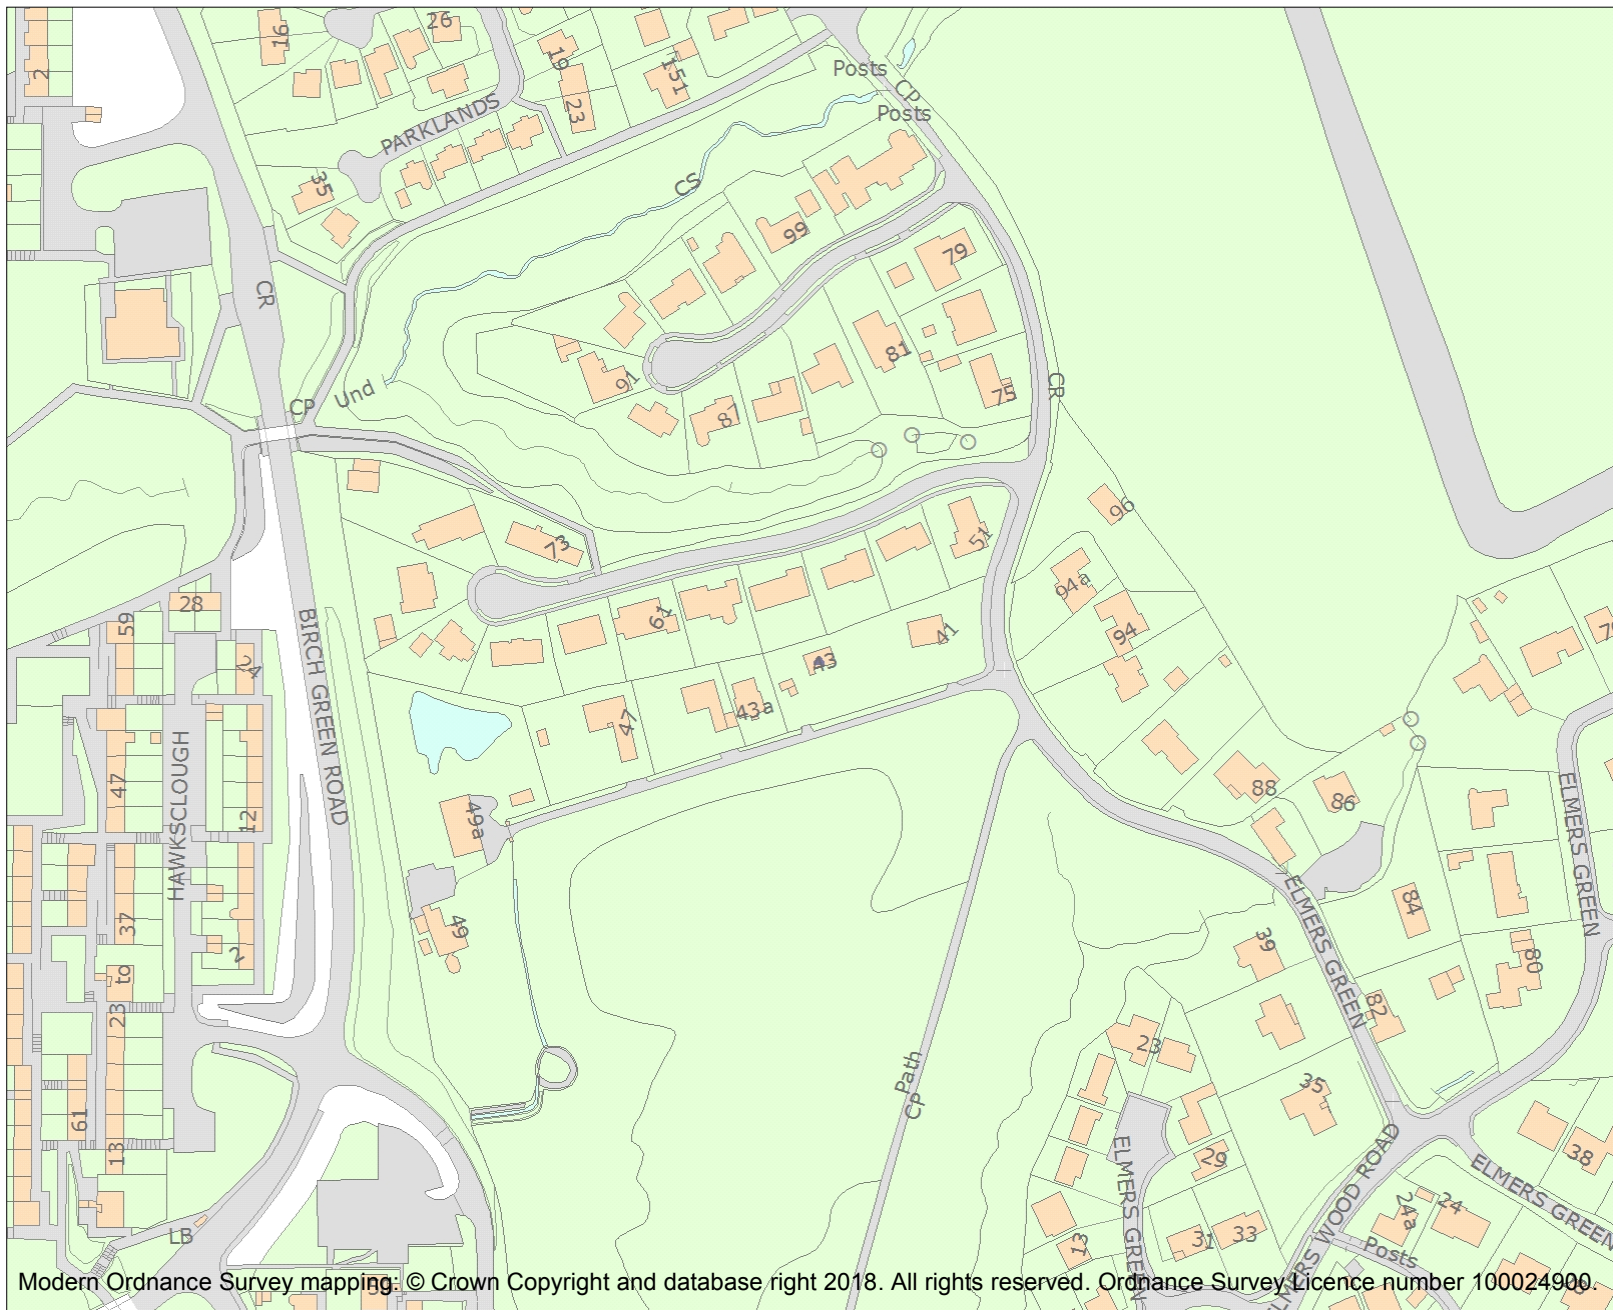 2
16
26
19
151
23
Posts
CP
Posts
PARKLANDS
35
CS
99
79
CR
81
91
87
75
CR
CP
Und
96
51
73
94a
28
59
61
94
41
24
43
43a
47
BIRCH GREEN ROAD
HAWKSCLOUGH
47
12
49a
88
86
ELMERS GREEN
84
37
49
2
39
ELMERS GREEN
80
to
82
23
23
35
CP Path
61
13
29
ELMERS GREEN
38
ELMERS GREEN
24
24a
33
31
13
Posts
ELMERS WOOD ROAD
LB
Modern Ordnance Survey mapping: © Crown Copyright and database right 2018. All rights reserved. Ordnance Survey Licence number 100024900.